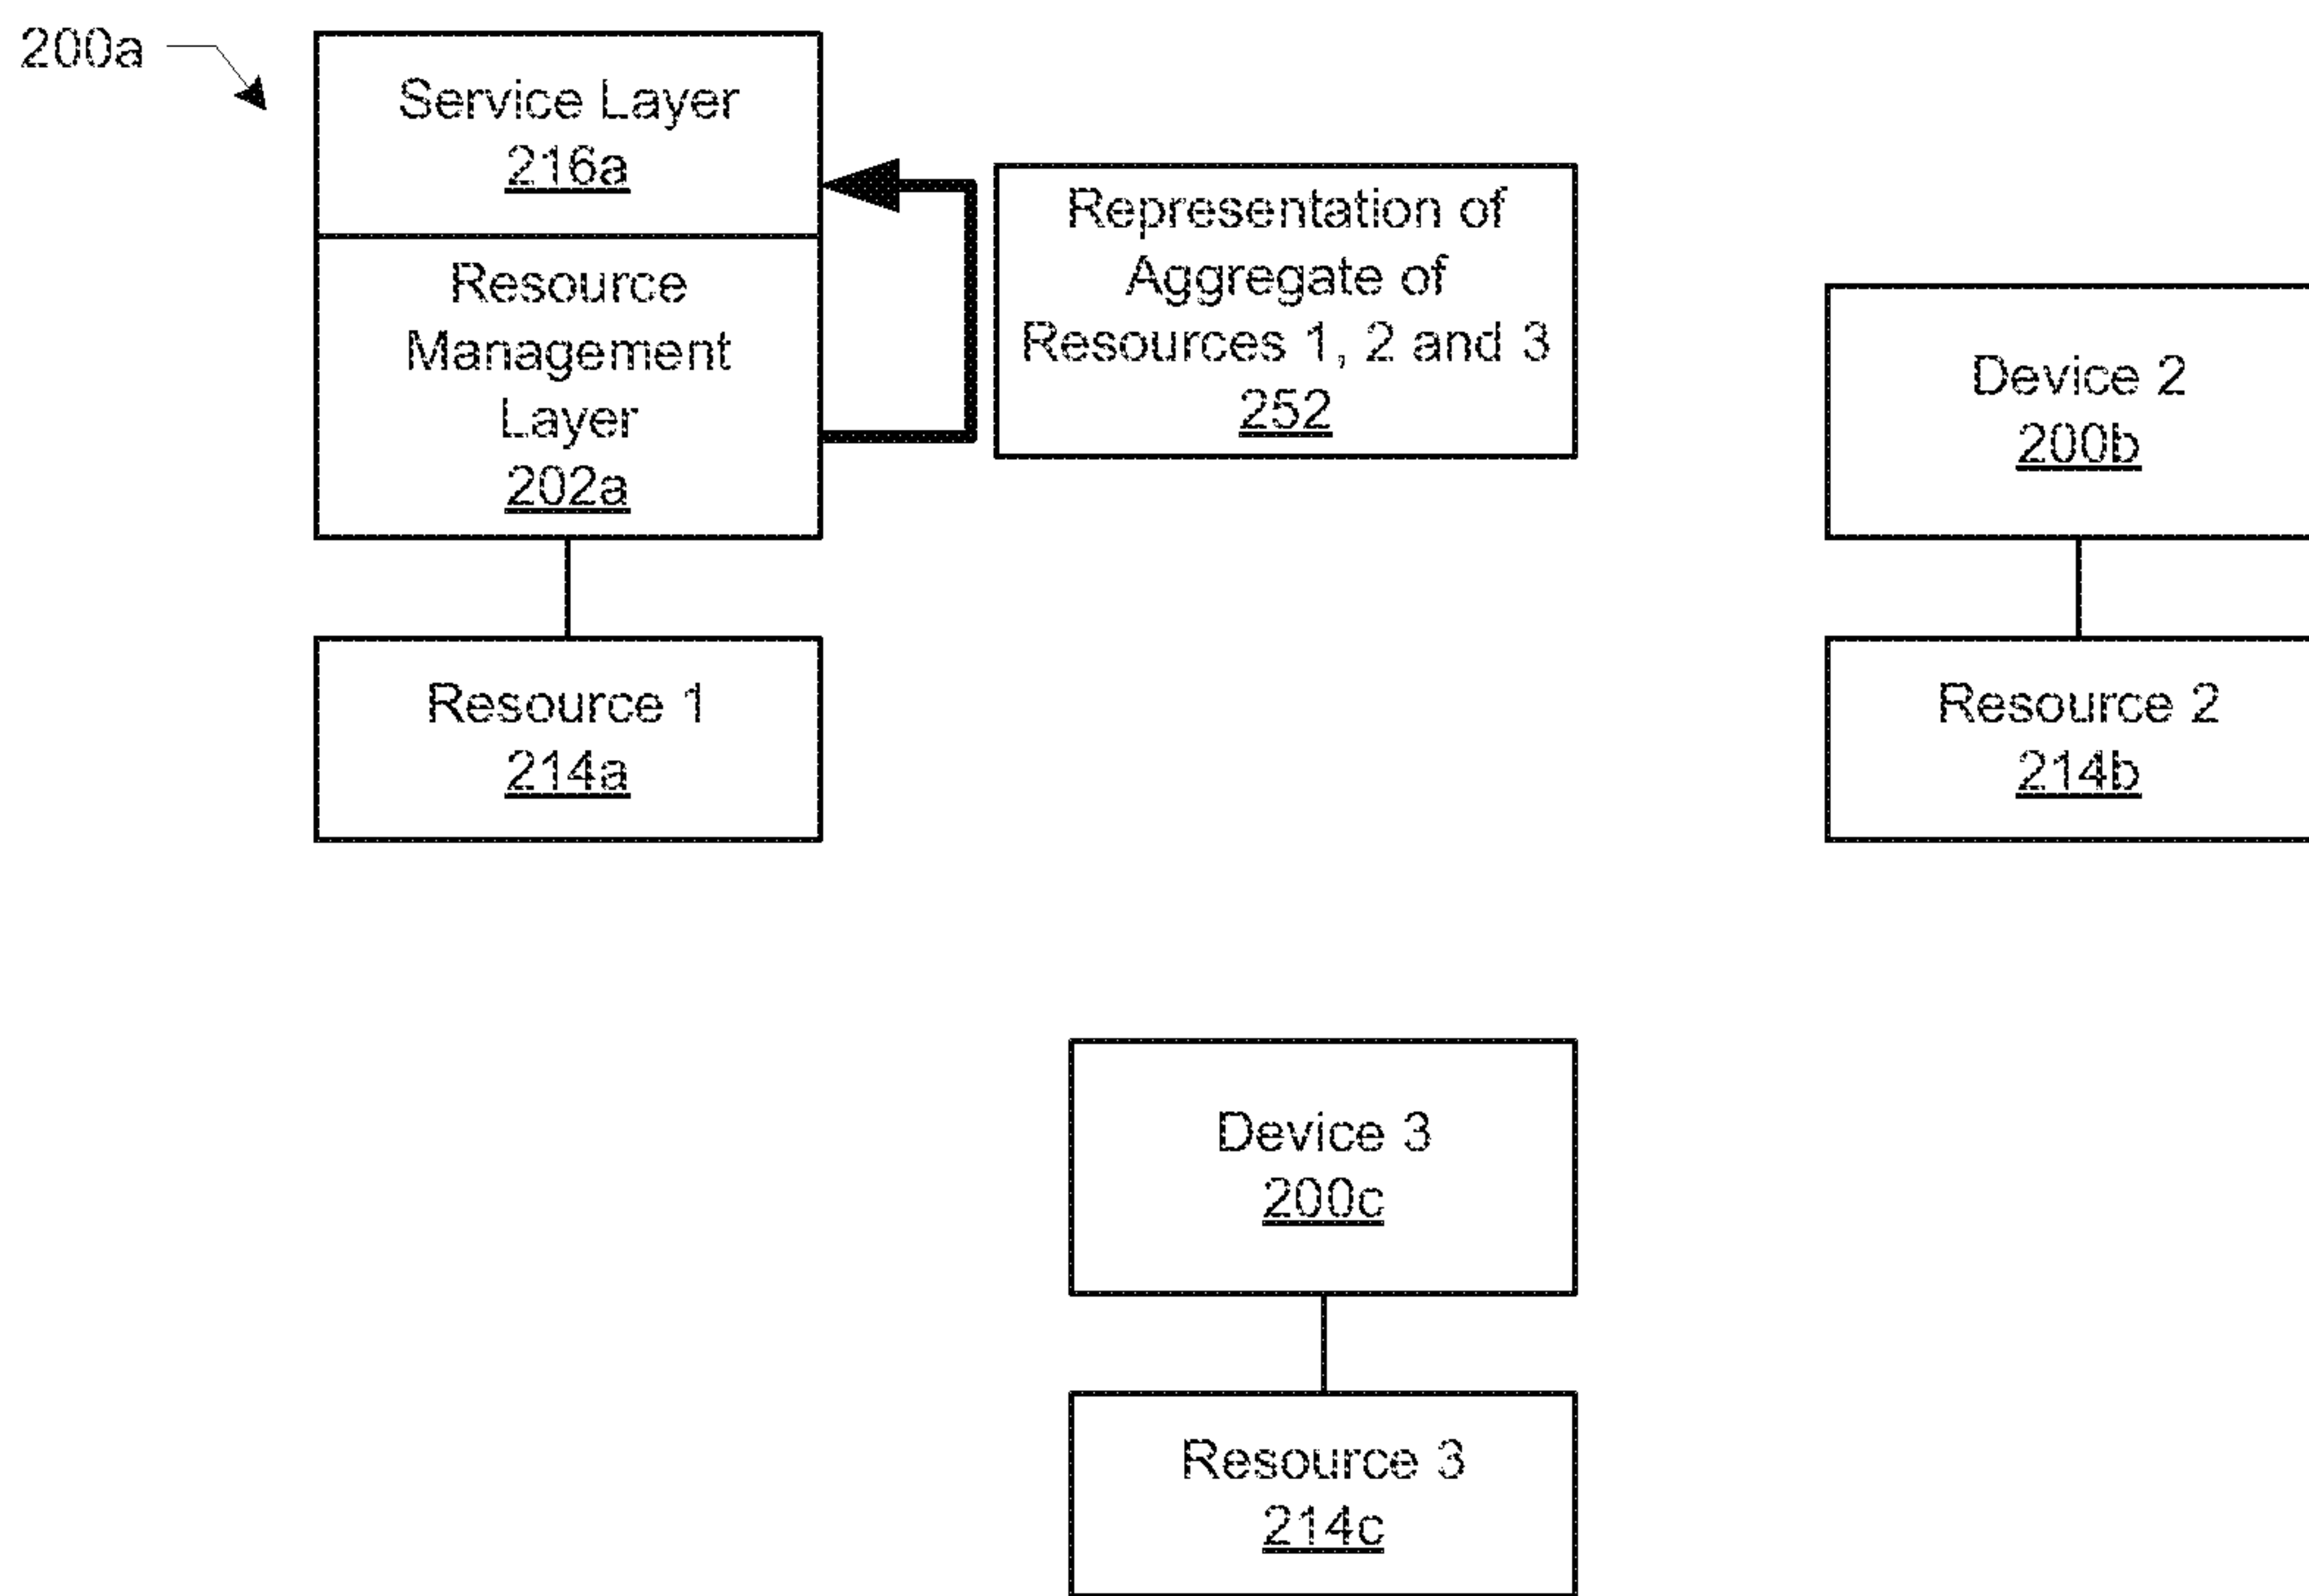 200a
Service Layer
216a
Resource
Management
Layer
202a
Representation of
Aggregate of
Resources 1, 2 and 3
252
Resource 1
214a
Device 2
200b
Resource 2
214b
Device 3
200c
Resource 3
214c